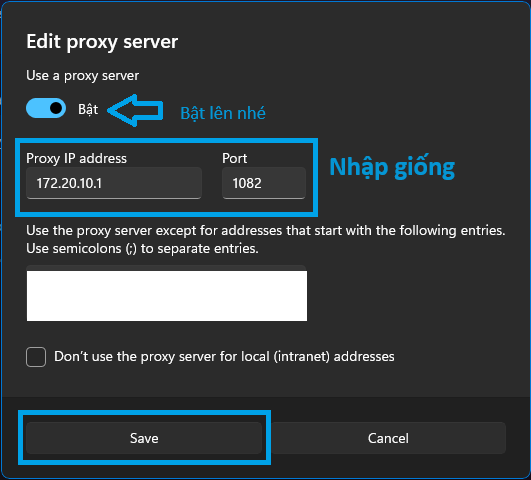 Edit proxy server
Use a proxy server
Bật
Bật lên nhé
Proxy IP address
Port
172.20.10.1
1082
Nhập giống
Use the proxy server except for addresses that start with the following entries.
Use semicolons (;) to separate entries.
Don't use the proxy server for local (intranet) addresses
Save
Cancel